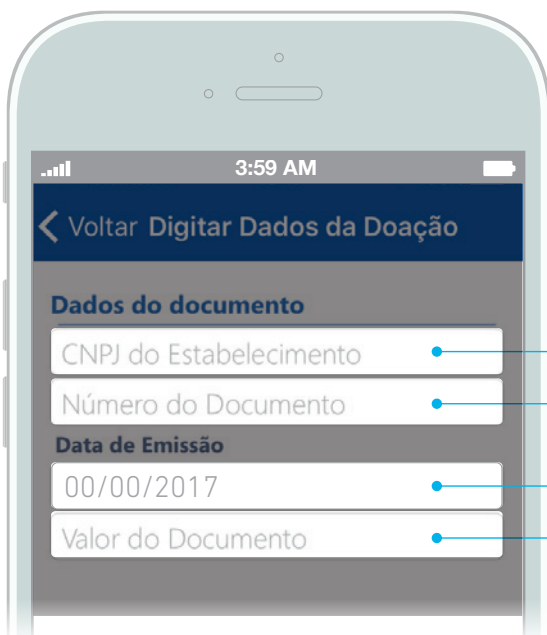 3:59 AM
Voltar Digitar Dados da Doação
Dados do documento
CNPJ do Estabelecimento
Número do Documento
Data de Emissão
00/00/2017
Valor do Documento